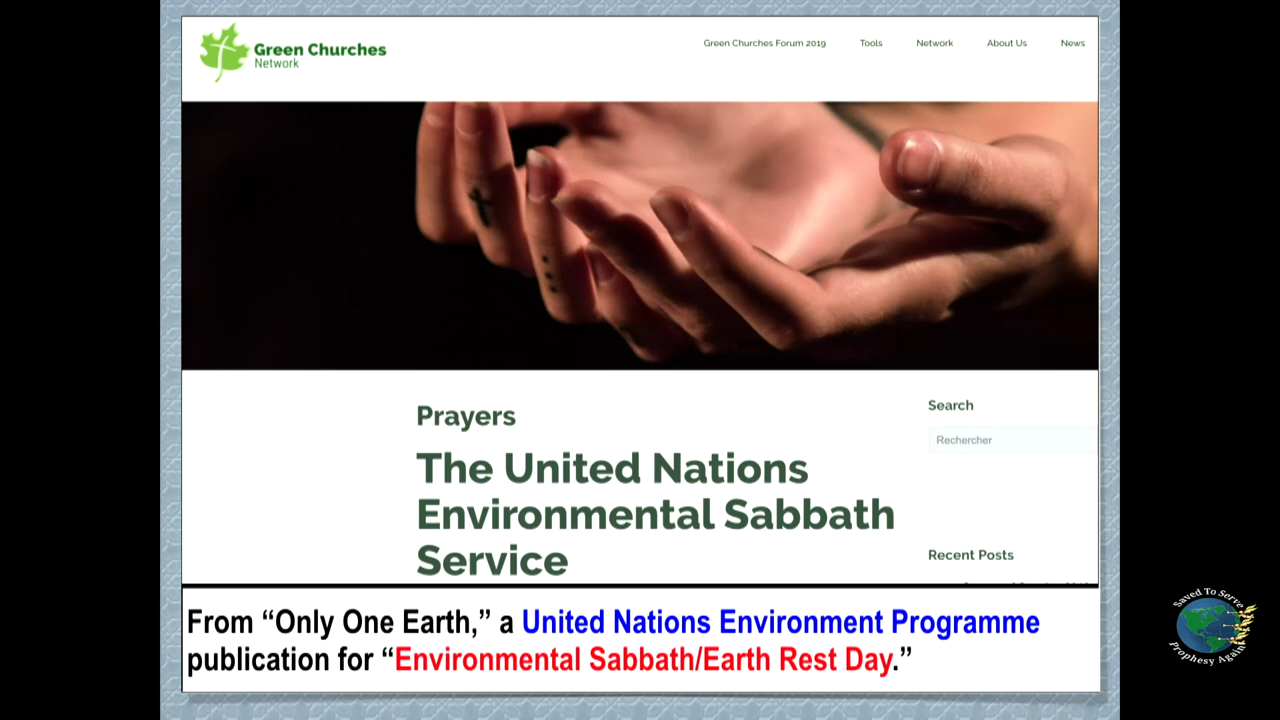 Green Churches
Network
Green Churches Forum 2019 Tools Network About Us News
Prayers
The United Nations
Environmental Sabbath
Service
Search
Rechercher
Recent Posts
From “Only One Earth,” a United Nations Environment Programme
publication for “Environmental Sabbath/Earth Rest Day.”
Saved To Serve
Prophesy Again